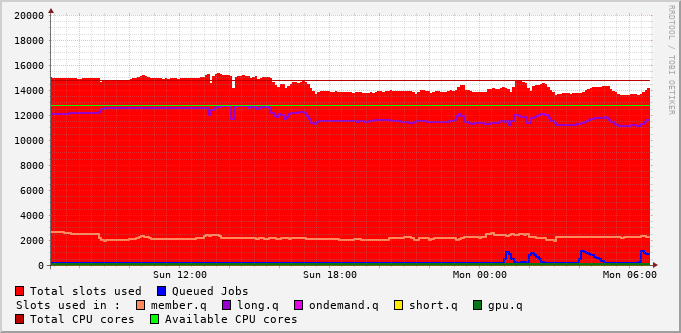 20000
18000
16000
14000
12000
10000
8000
6000
4000
2000
0
Sun 12:00 Sun 18:00 Mon 00:00 Mon 06:00
RRDTOOL / TOBI OETIKER
Total slots used Queued Jobs
Slots used in : member.q long.q ondemand.q short.q gpu.q
Total CPU cores Available CPU cores